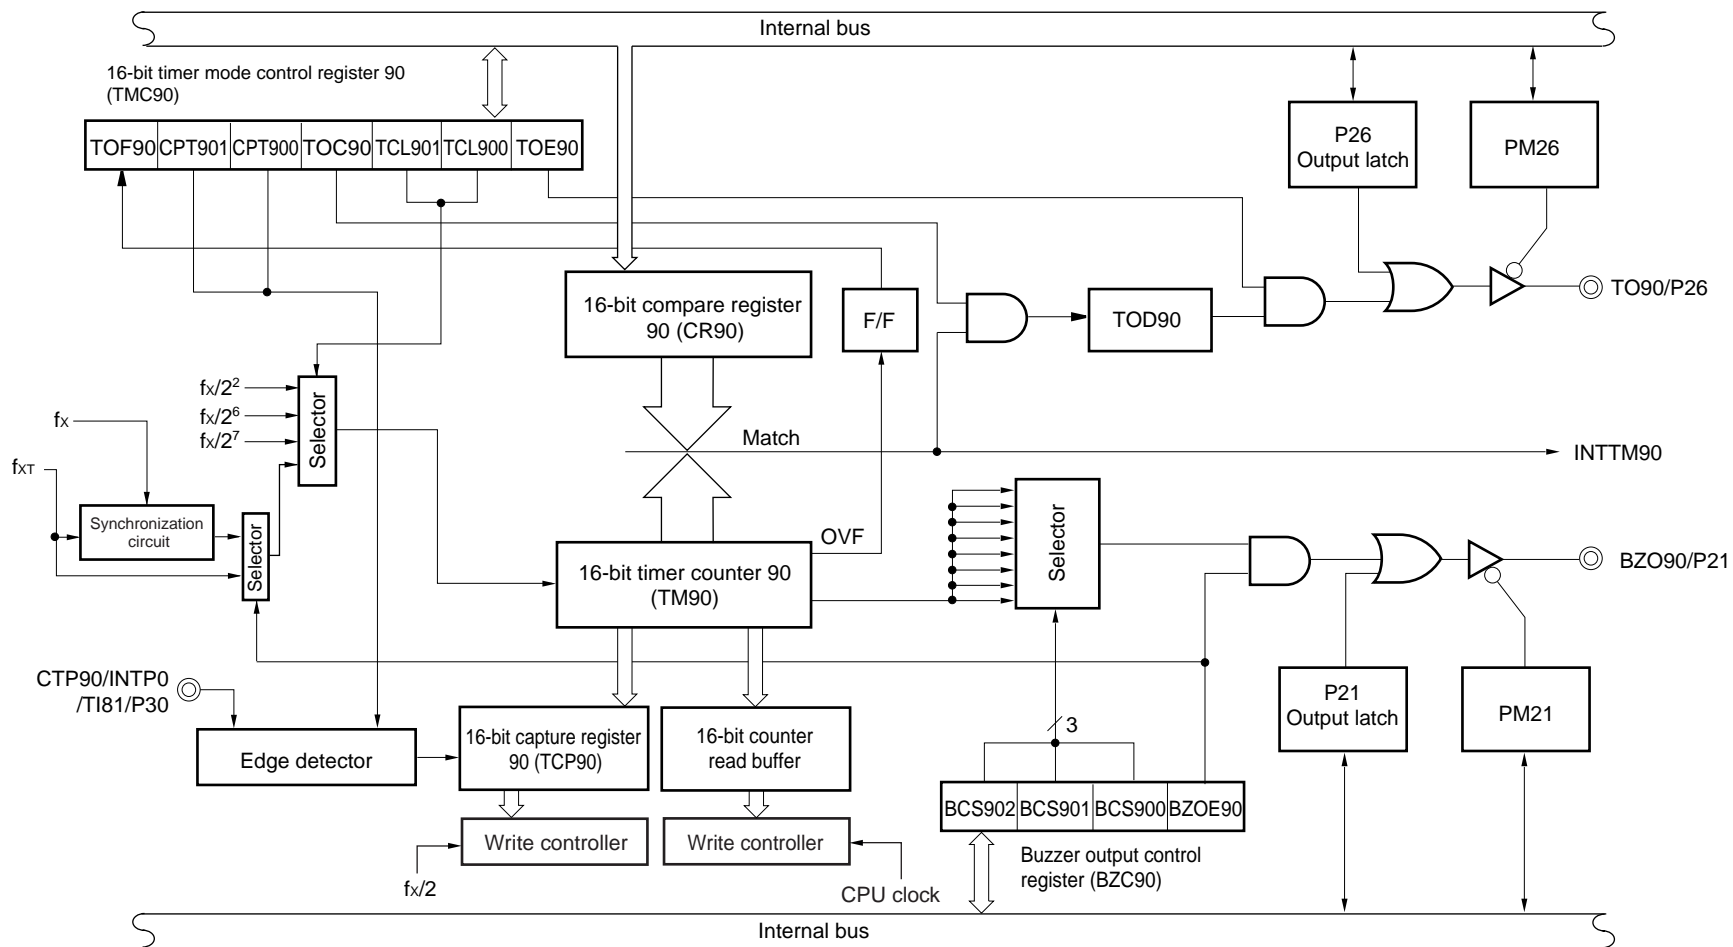 Internal bus
16-bit timer mode control register 90
(TMC90)
TOF90 CPT901 CPT900 TOC90 TCL901 TCL900 TOE90
P26
Output latch
PM26
16-bit compare register
90 (CR90)
F/F
TOD90
TO90/P26
fX/2²
fX/2⁶
fX/2⁷
Selector
fX
fXT
Match
INTTM90
Synchronization
circuit
Selector
OVF
16-bit timer counter 90
(TM90)
Selector
BZO90/P21
CTP90/INTP0
/TI81/P30
Edge detector
16-bit capture register
90 (TCP90)
16-bit counter
read buffer
3
P21
Output latch
PM21
BCS902 BCS901 BCS900 BZOE90
Write controller
Write controller
Buzzer output control
register (BZC90)
fX/2
CPU clock
Internal bus